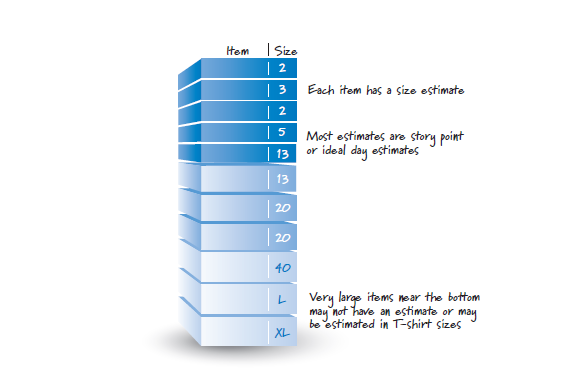 Item | Size
2
3
Each item has a size estimate
2
5
Most estimates are story point
or ideal day estimates
13
13
20
20
40
L
Very large items near the bottom
may not have an estimate or may
be estimated in T-shirt sizes
XL